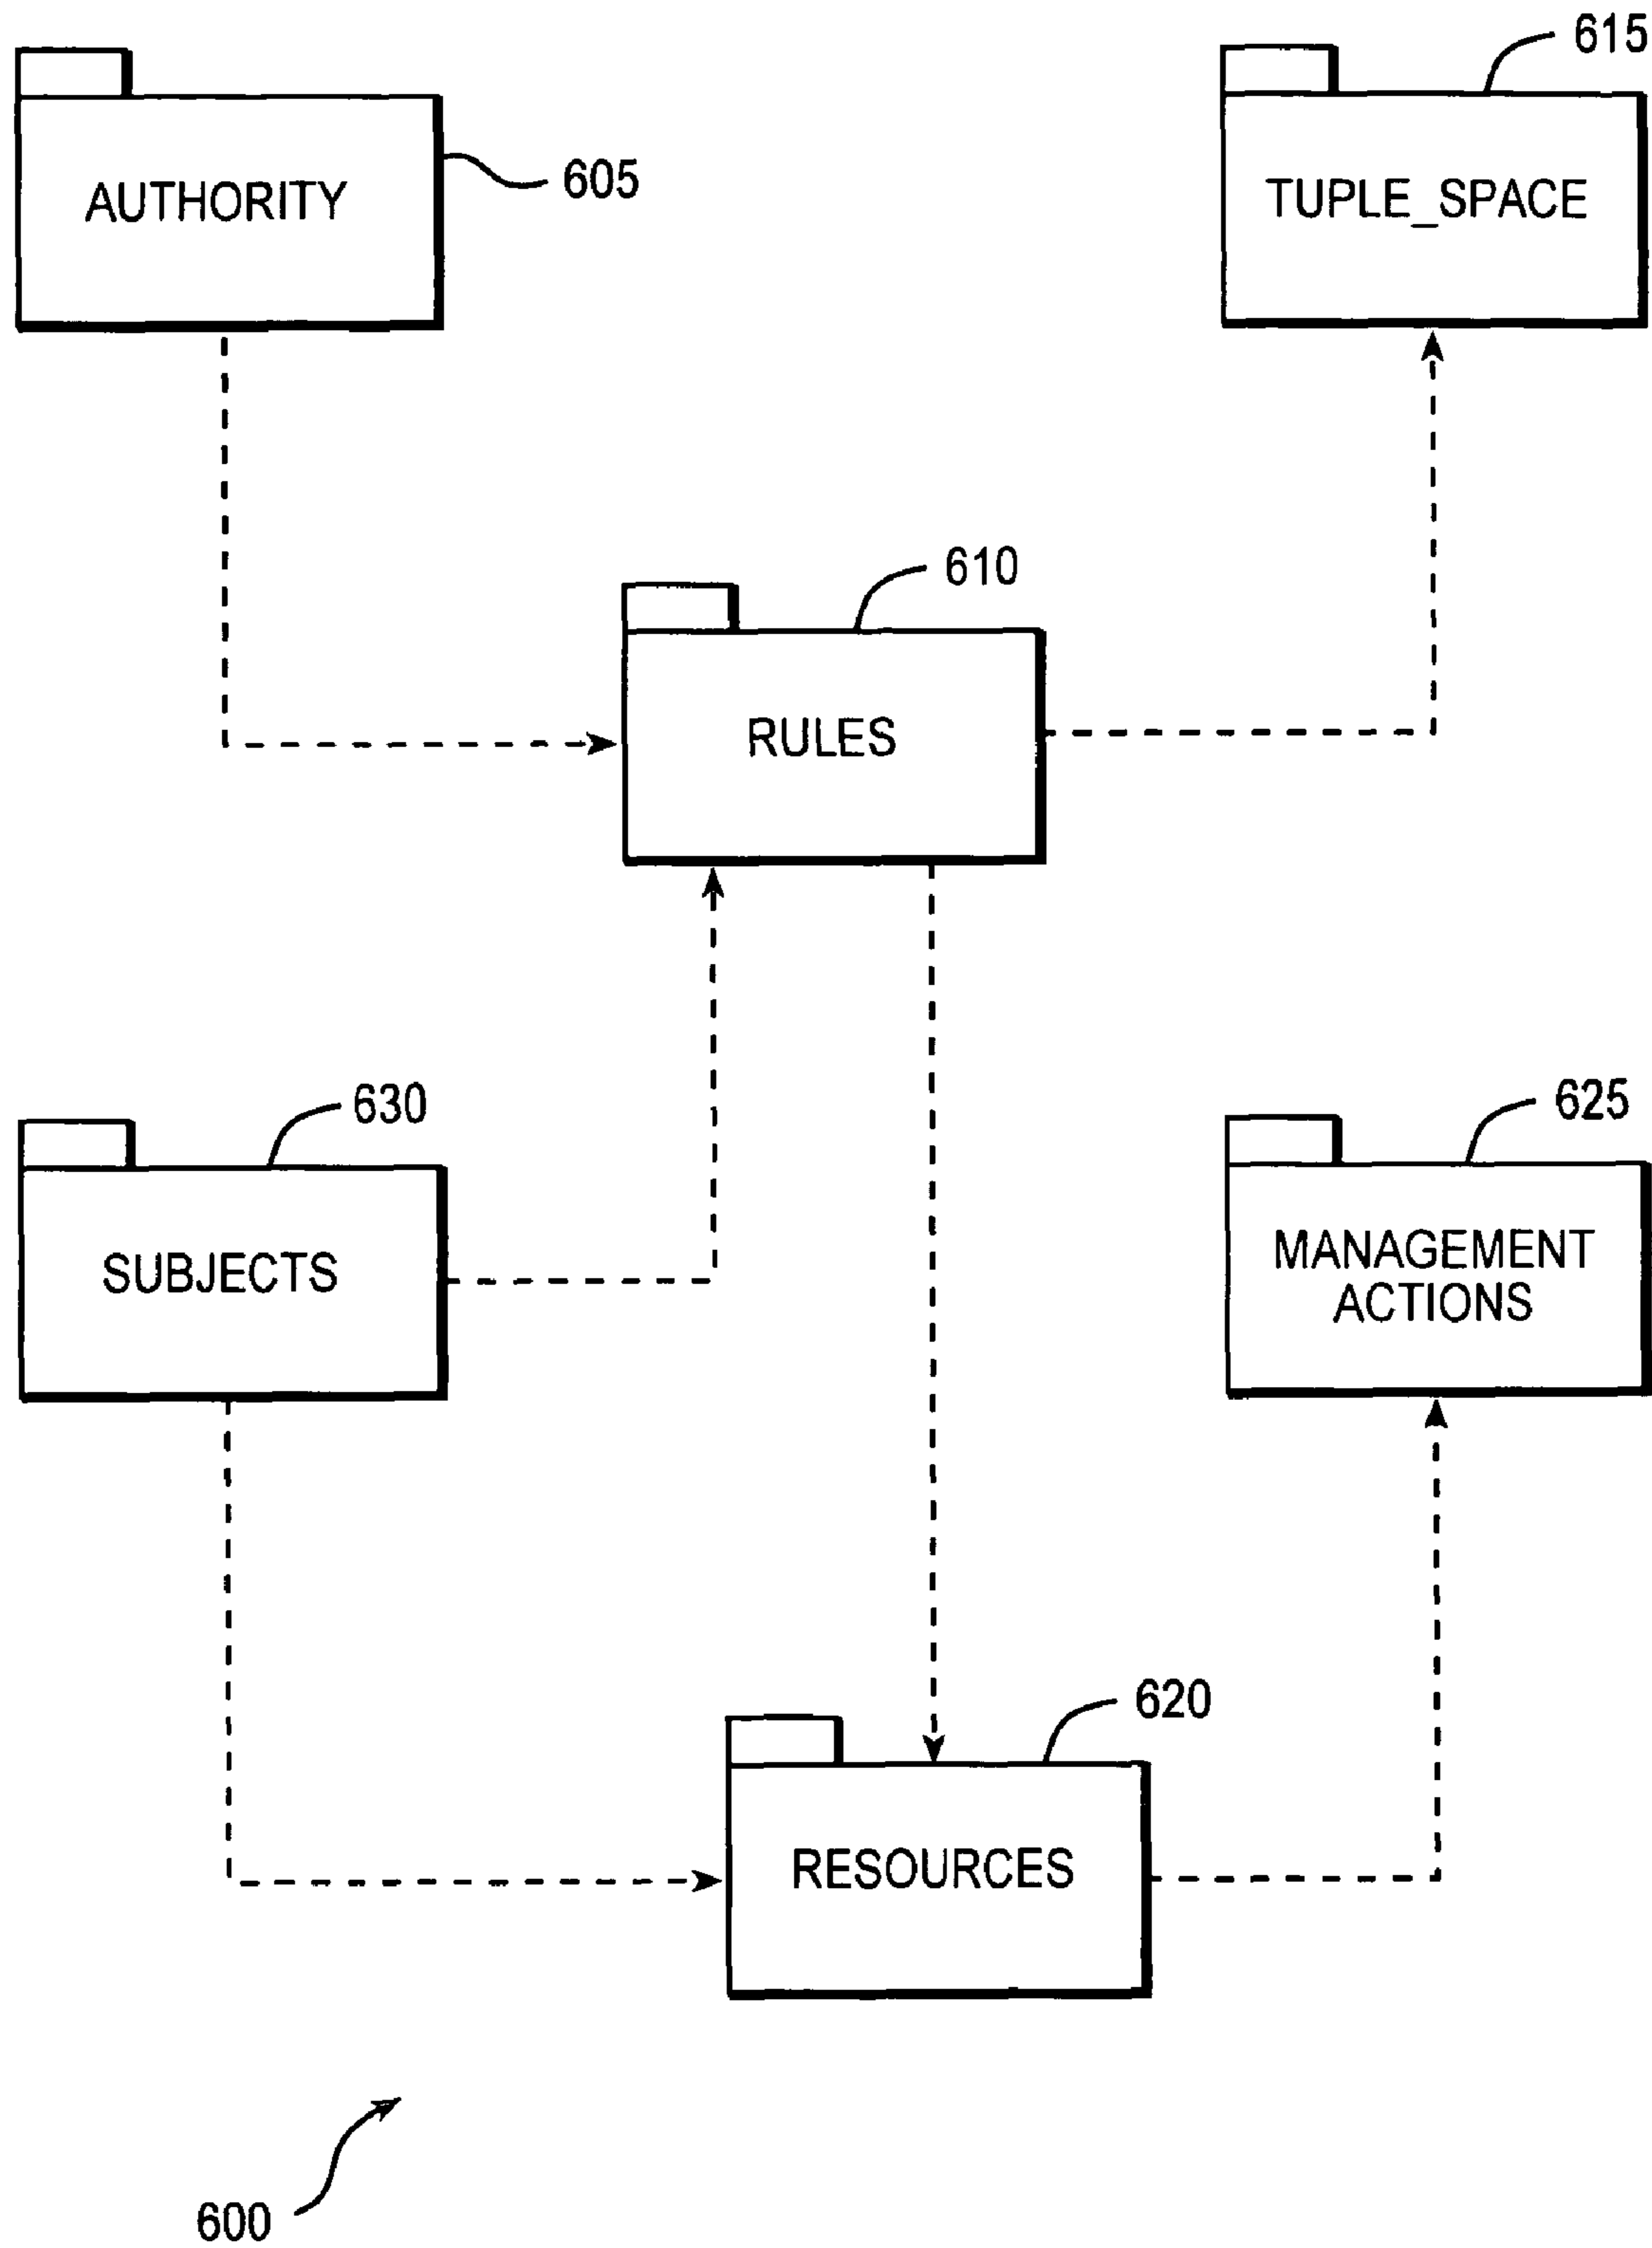 615
605
AUTHORITY
TUPLE_SPACE
610
RULES
630
625
SUBJECTS
MANAGEMENT
ACTIONS
620
RESOURCES
600